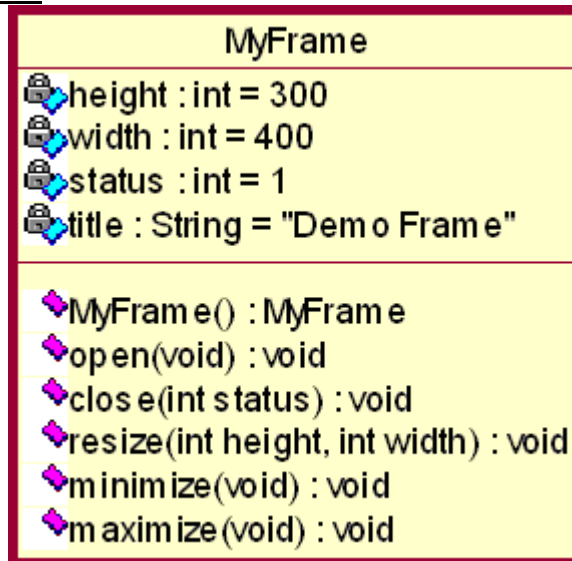 MyFrame
height : int = 300
width : int = 400
status : int = 1
title : String = "Demo Frame"
MyFrame() : MyFrame
open(void) : void
close(int status) : void
resize(int height, int width) : void
minimize(void) : void
maximize(void) : void